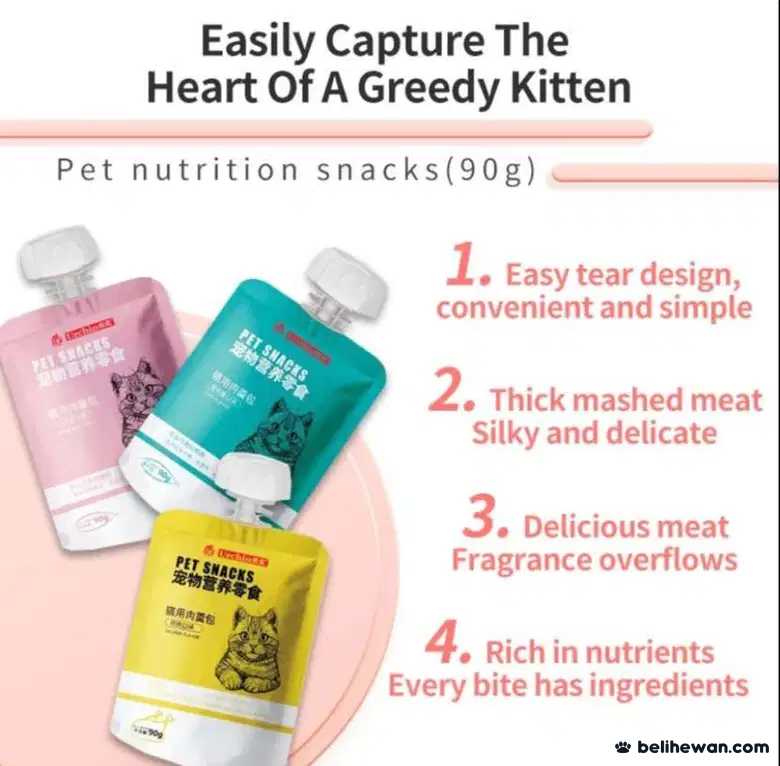 Easily Capture The
Heart Of A Greedy Kitten
Pet nutrition snacks(90g)
1. Easy tear design,
convenient and simple
2. Thick mashed meat
Silky and delicate
3. Delicious meat
Fragrance overflows
4. Rich in nutrients
Every bite has ingredients
PET SNACKS
宠物营养零食
90g
PET SNACKS
宠物营养零食
猫用肉蛋包
90g
PET SNACKS
宠物营养零食
90g
belihewan.com